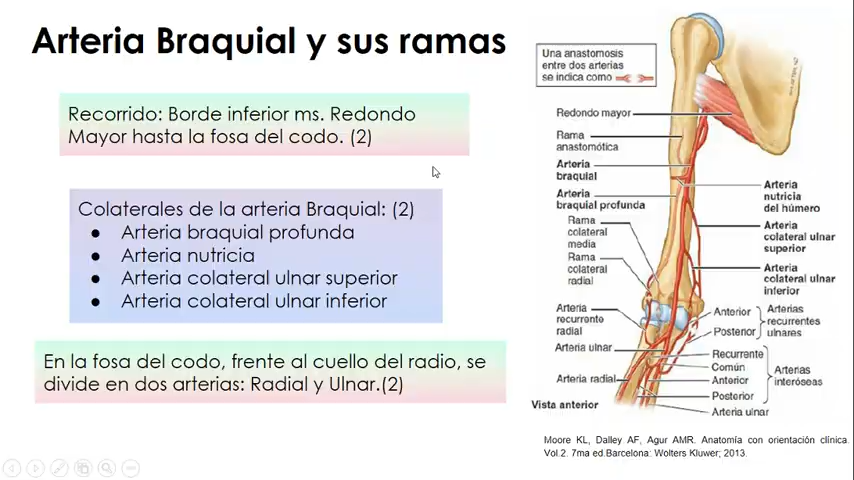 Arteria Braquial y sus ramas
Recorrido: Borde inferior ms. Redondo
Mayor hasta la fosa del codo. (2)
Colaterales de la arteria Braquial: (2)
● Arteria braquial profunda
● Arteria nutricia
● Arteria colateral ulnar superior
● Arteria colateral ulnar inferior
En la fosa del codo, frente al cuello del radio, se
divide en dos arterias: Radial y Ulnar.(2)
Una anastomosis
entre dos arterias
se indica como
Redondo mayor
Rama
anastomótica
Arteria
braquial
Arteria
braquial profunda
Rama
colateral
media
Rama
colateral
radial
Arteria
recurrente
radial
Arteria ulnar
Arteria radial
Vista anterior
Arteria
nutricia
del húmero
Arteria
colateral ulnar
superior
Arteria
colateral ulnar
inferior
Anterior
Posterior
Arterias
recurrentes
ulnares
Recurrente
Común
Anterior
Posterior
Arterias
interóseas
Arteria ulnar
Moore KL, Dalley AF, Agur AMR. Anatomía con orientación clínica.
Vol.2. 7ma ed.Barcelona: Wolters Kluwer; 2013.